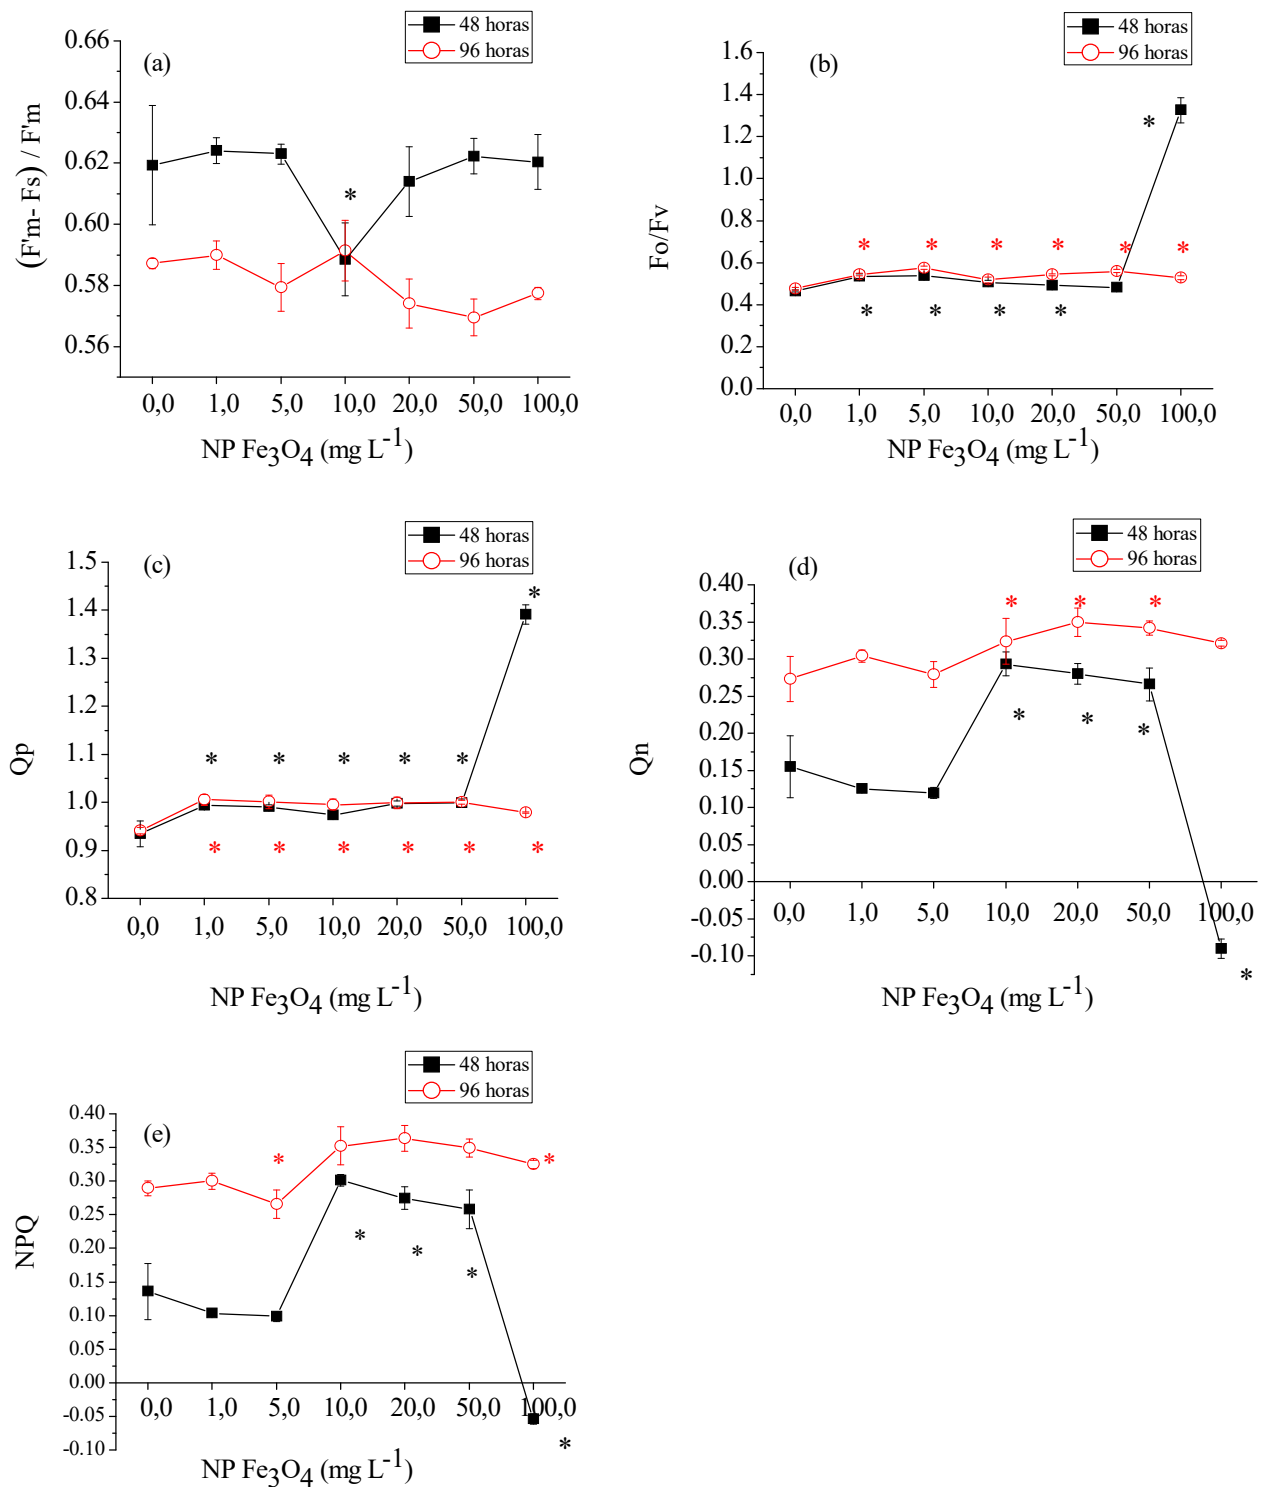 48 horas
96 horas
(a)
0.66
0.64
0.62
0.60
0.58
0.56
(F'm- Fs) / F'm
*
0,0 1,0 5,0 10,0 20,0 50,0 100,0
NP Fe3O4 (mg L-1)
48 horas
96 horas
(b)
1.6
1.4
1.2
1.0
0.8
0.6
0.4
0.2
0.0
Fo/Fv
*
* * * * * *
* * * *
0,0 1,0 5,0 10,0 20,0 50,0 100,0
NP Fe3O4 (mg L-1)
48 horas
96 horas
(c)
1.5
1.4
1.3
1.2
1.1
1.0
0.9
0.8
Qp
*
* * * * *
* * * * * *
0,0 1,0 5,0 10,0 20,0 50,0 100,0
NP Fe3O4 (mg L-1)
48 horas
96 horas
(d)
0.40
0.35
0.30
0.25
0.20
0.15
0.10
0.05
0.00
-0.05
-0.10
Qn
* * *
* * *
*
0,0 1,0 5,0 10,0 20,0 50,0 100,0
NP Fe3O4 (mg L-1)
48 horas
96 horas
(e)
0.40
0.35
0.30
0.25
0.20
0.15
0.10
0.05
0.00
-0.05
-0.10
NPQ
* *
* * *
*
0,0 1,0 5,0 10,0 20,0 50,0 100,0
NP Fe3O4 (mg L-1)